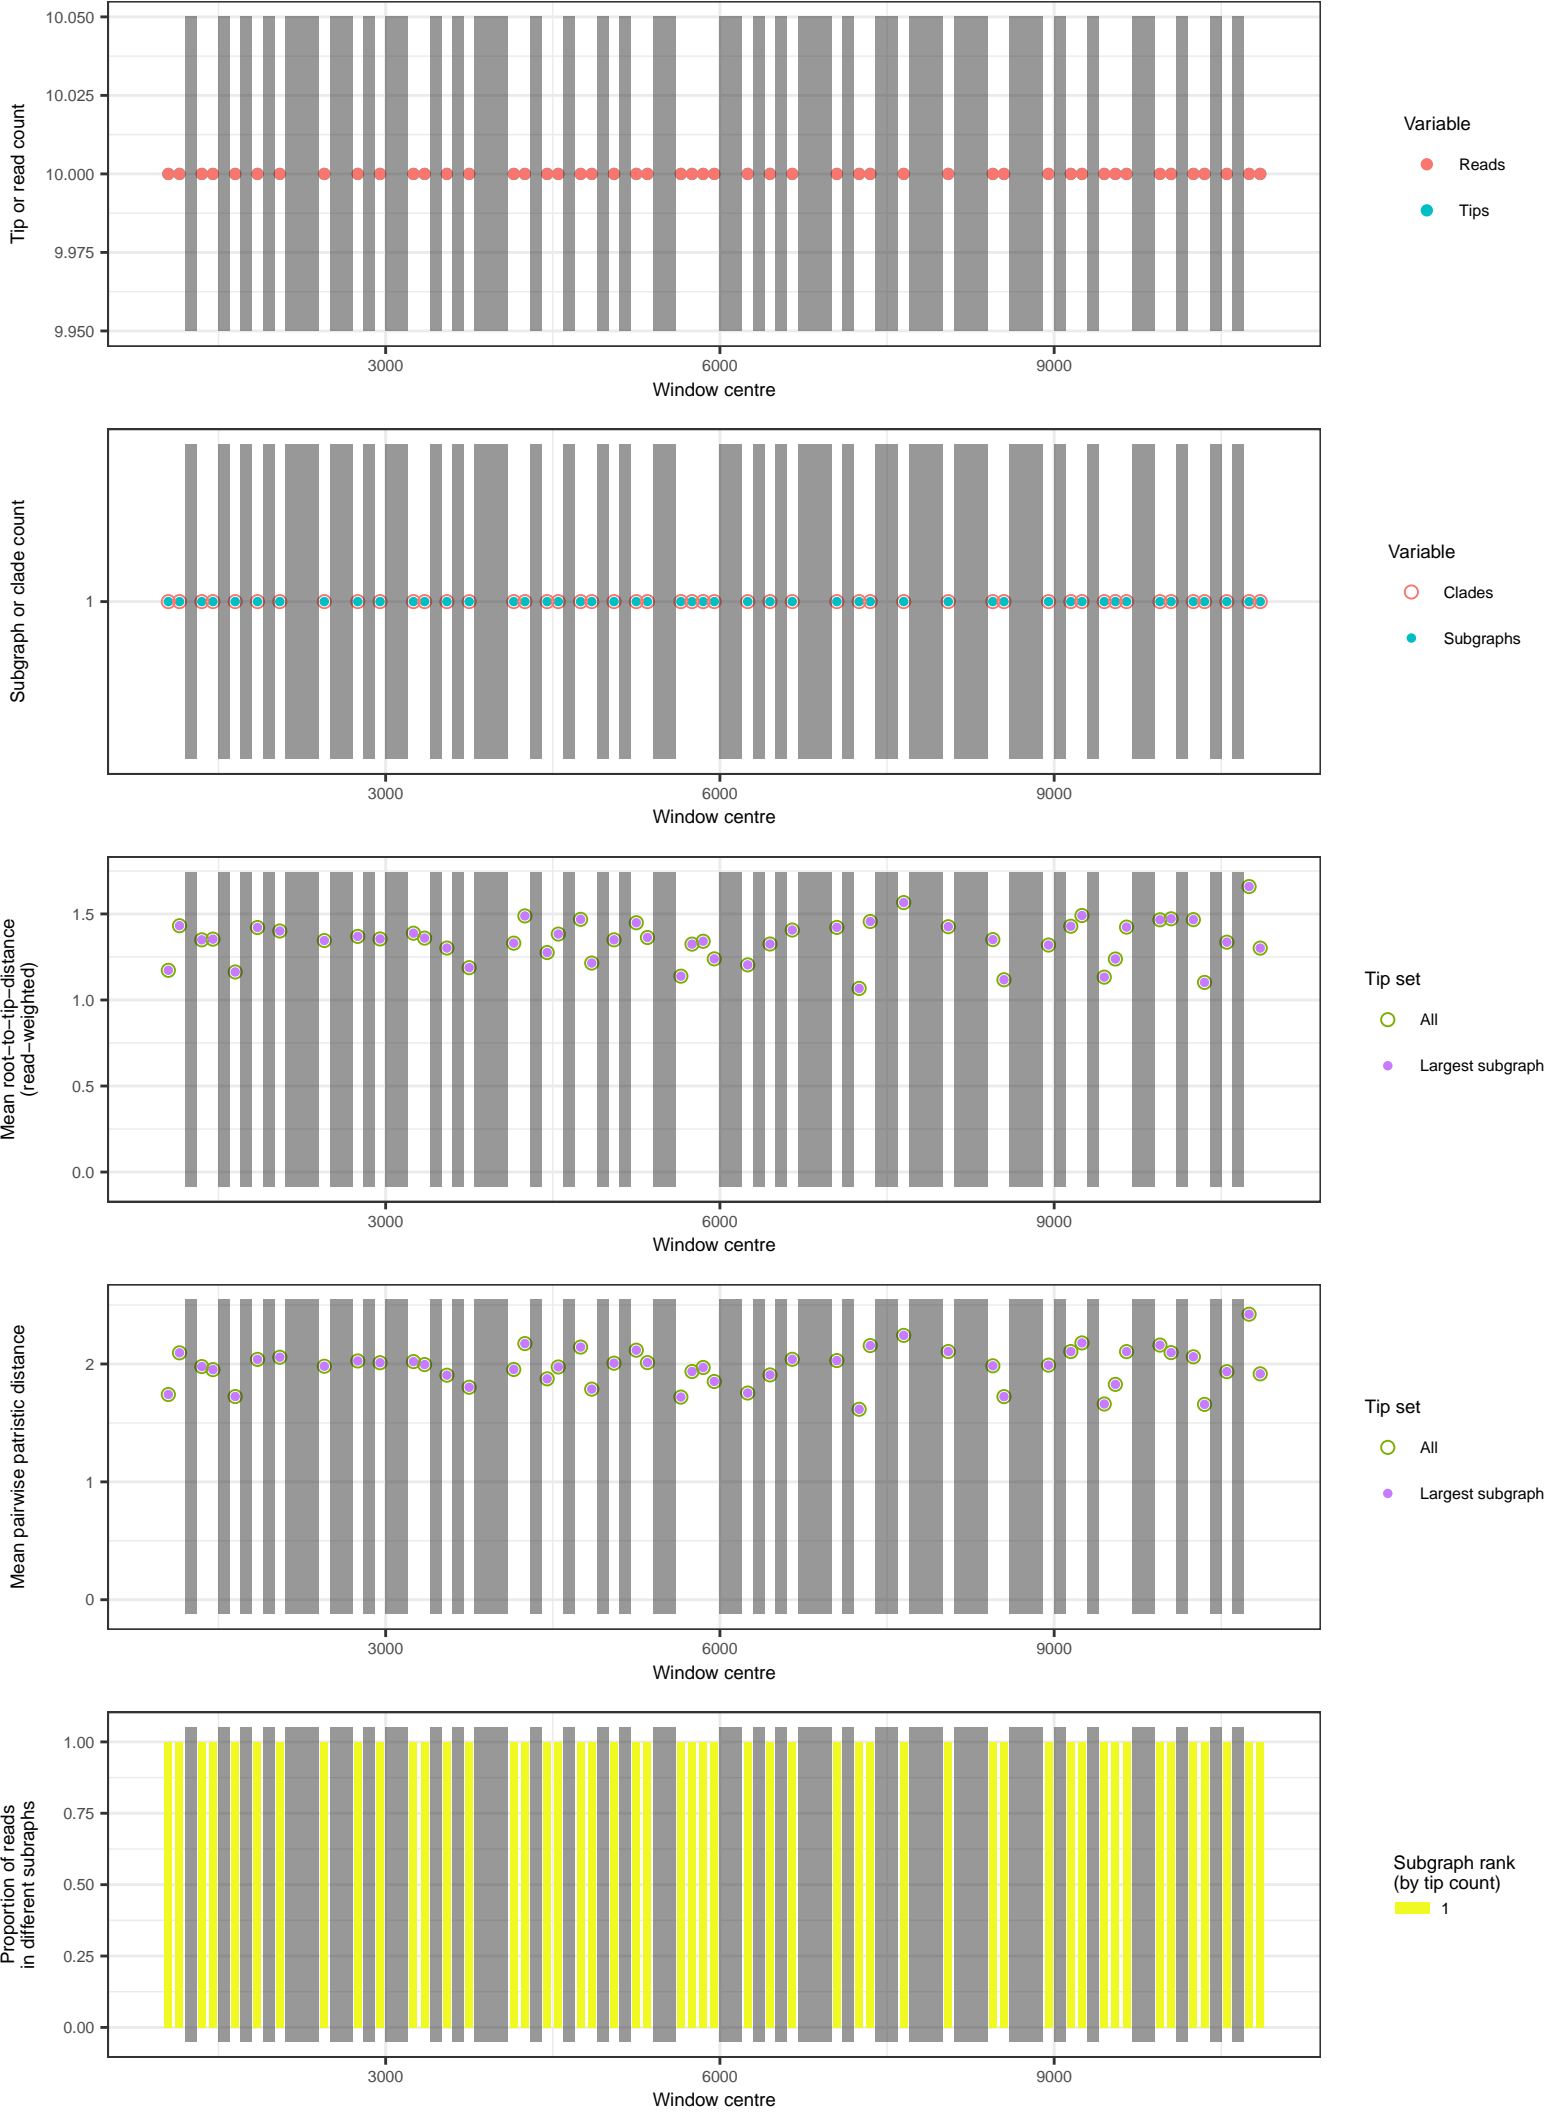 10.050
10.025
10.000
9.975
9.950
Tip or read count
3000
6000
9000
Window centre
Variable
Reads
Tips
1
Subgraph or clade count
3000
6000
9000
Window centre
Variable
Clades
Subgraphs
1.5
1.0
0.5
0.0
Mean root−to−tip−distance
(read−weighted)
3000
6000
9000
Window centre
Tip set
All
Largest subgraph
2
1
0
Mean pairwise patristic distance
3000
6000
9000
Window centre
Tip set
All
Largest subgraph
1.00
0.75
0.50
0.25
0.00
Proportion of reads
in different subraphs
3000
6000
9000
Window centre
Subgraph rank
(by tip count)
1